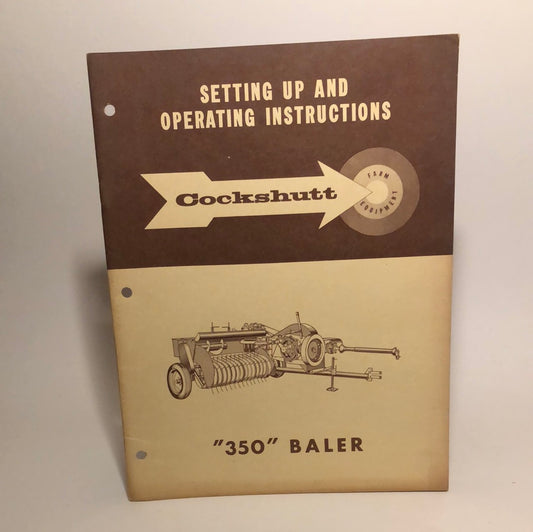 SETTING UP AND
OPERATING INSTRUCTIONS
Cockshutt
FARM
EQUIPMENT
"350" BALER